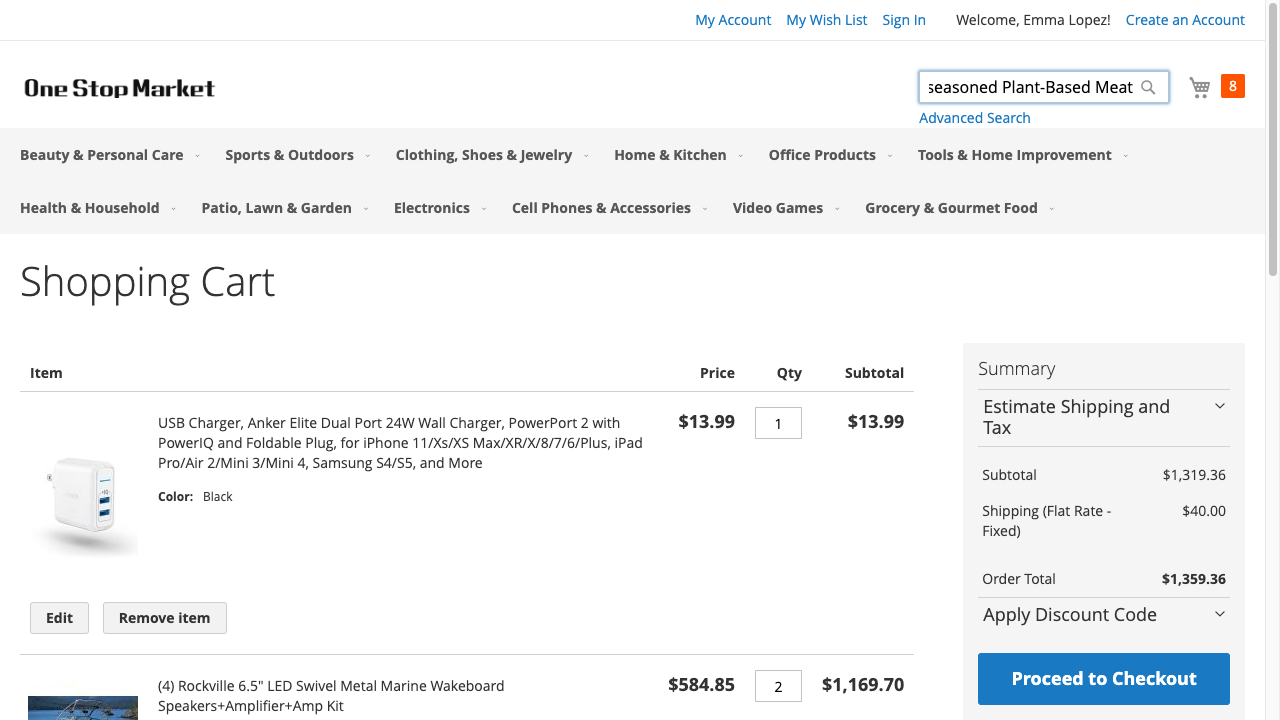 My Account My Wish List Sign In Welcome, Emma Lopez! Create an Account
One Stop Market
seasoned Plant-Based Meat
8
Advanced Search
Beauty & Personal Care Sports & Outdoors Clothing, Shoes & Jewelry Home & Kitchen Office Products Tools & Home Improvement
Health & Household Patio, Lawn & Garden Electronics Cell Phones & Accessories Video Games Grocery & Gourmet Food
Shopping Cart
Item Price Qty Subtotal
USB Charger, Anker Elite Dual Port 24W Wall Charger, PowerPort 2 with
PowerIQ and Foldable Plug, for iPhone 11/Xs/XS Max/XR/X/8/7/6/Plus, iPad
Pro/Air 2/Mini 3/Mini 4, Samsung S4/S5, and More
Color: Black
$13.99 1 $13.99
Edit Remove item
(4) Rockville 6.5" LED Swivel Metal Marine Wakeboard
Speakers+Amplifier+Amp Kit
$584.85 2 $1,169.70
Summary
Estimate Shipping and
Tax
Subtotal $1,319.36
Shipping (Flat Rate -
Fixed) $40.00
Order Total $1,359.36
Apply Discount Code
Proceed to Checkout